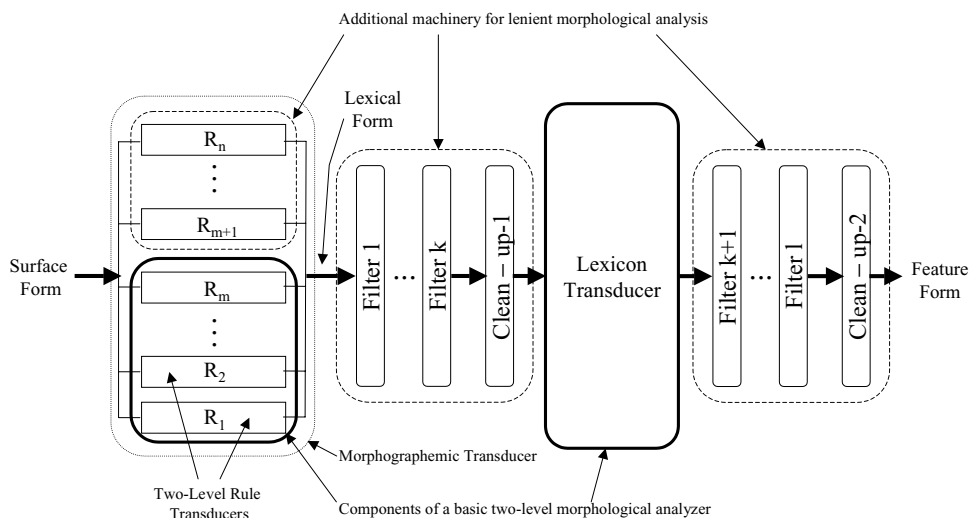 Additional machinery for lenient morphological analysis
Lexical
Form
Rₙ
⋮
Rₘ₊₁
Surface
Form
Rₘ
⋮
R₂
R₁
Filter 1
...
Filter k
Clean – up-1
Lexicon
Transducer
Filter k+1
...
Filter l
Clean – up-2
Feature
Form
Morphographemic Transducer
Two-Level Rule
Transducers
Components of a basic two-level morphological analyzer